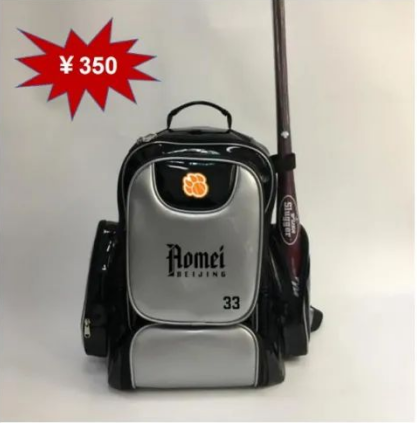 ¥ 350
Aomei
BEIJING
33
Slugger